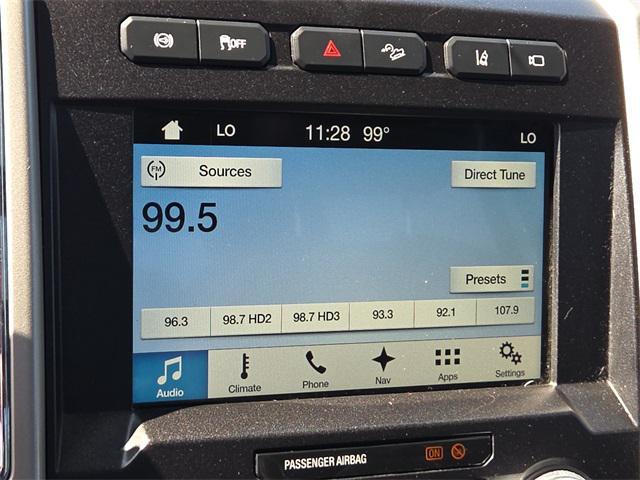 OFF
LO 11:28 99° LO
FM Sources Direct Tune
99.5
Presets
96.3 98.7 HD2 98.7 HD3 93.3 92.1 107.9
Audio Climate Phone Nav Apps Settings
PASSENGER AIRBAG ON